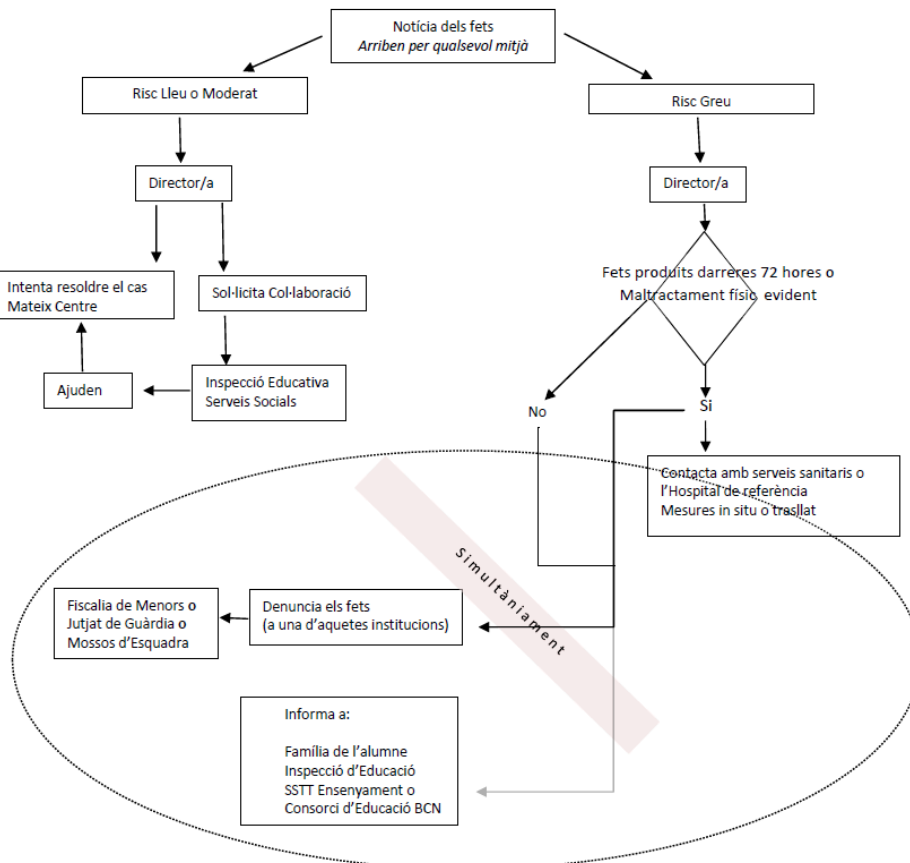 Notícia dels fets
Arriben per qualsevol mitjà
Risc Lleu o Moderat
Risc Greu
Director/a
Director/a
Fets produits darreres 72 hores o
Maltractament físic evident
Intenta resoldre el cas
Mateix Centre
Sol·licita Col·laboració
Ajuden
Inspecció Educativa
Serveis Socials
No
Si
Contacta amb serveis sanitaris o
l'Hospital de referència
Mesures in situ o trasllat
Simultàniament
Fiscalia de Menors o
Jutjat de Guàrdia o
Mossos d'Esquadra
Denuncia els fets
(a una d'aquetes institucions)
Informa a:
Família de l'alumne
Inspecció d'Educació
SSTT Ensenyament o
Consorci d'Educació BCN